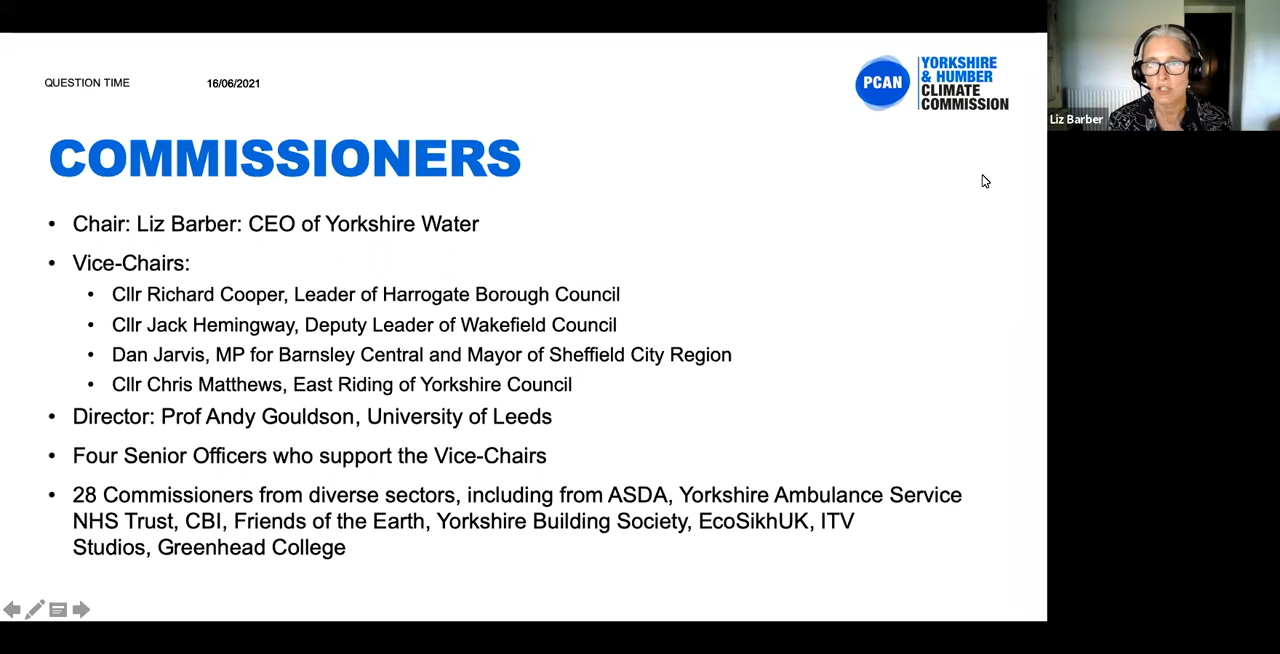 QUESTION TIME
16/06/2021
PCAN
YORKSHIRE
& HUMBER
CLIMATE
COMMISSION
Liz Barber
COMMISSIONERS
• Chair: Liz Barber: CEO of Yorkshire Water
• Vice-Chairs:
• Cllr Richard Cooper, Leader of Harrogate Borough Council
• Cllr Jack Hemingway, Deputy Leader of Wakefield Council
• Dan Jarvis, MP for Barnsley Central and Mayor of Sheffield City Region
• Cllr Chris Matthews, East Riding of Yorkshire Council
• Director: Prof Andy Gouldson, University of Leeds
• Four Senior Officers who support the Vice-Chairs
• 28 Commissioners from diverse sectors, including from ASDA, Yorkshire Ambulance Service
NHS Trust, CBI, Friends of the Earth, Yorkshire Building Society, EcoSikhUK, ITV
Studios, Greenhead College